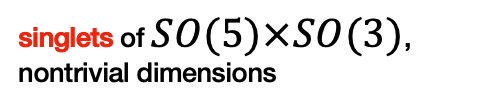 singlets of SO(5)×SO(3),
nontrivial dimensions